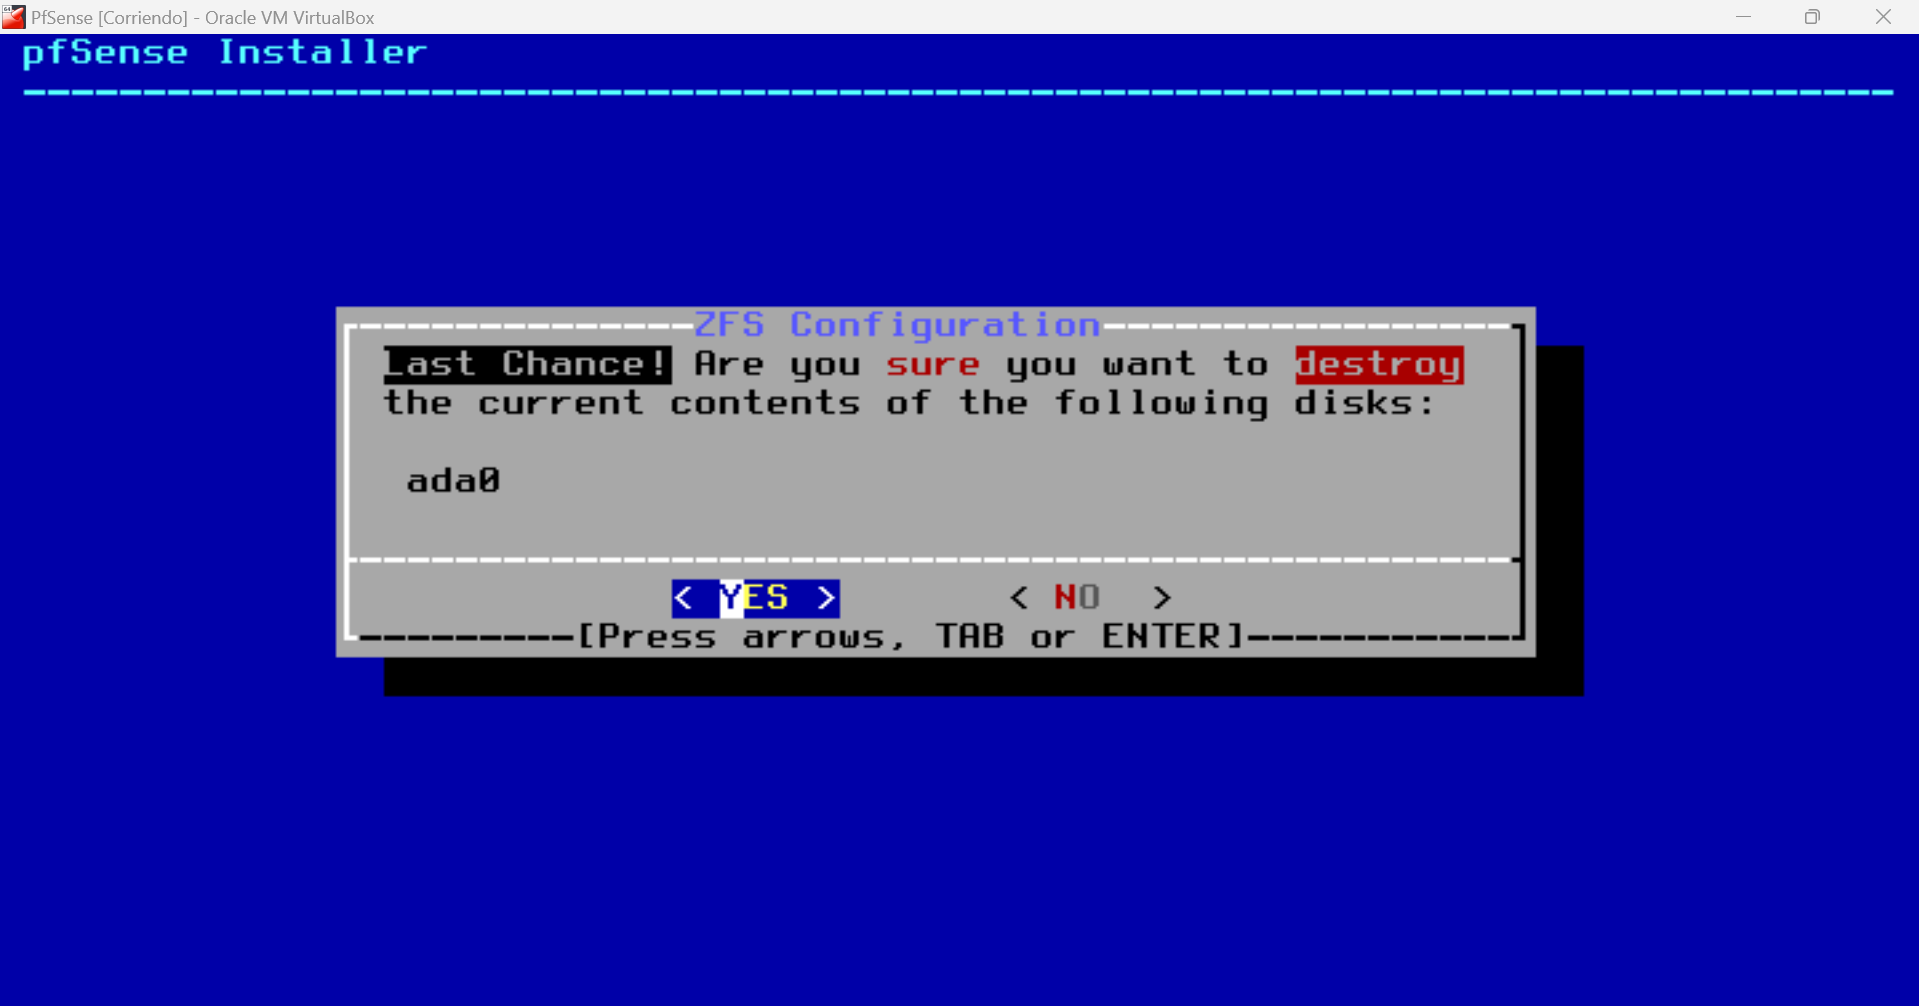 PfSense [Corriendo] - Oracle VM VirtualBox
pfSense Installer
ZFS Configuration
Last Chance! Are you sure you want to destroy
the current contents of the following disks:
ada0
< YES > < NO >
[Press arrows, TAB or ENTER]